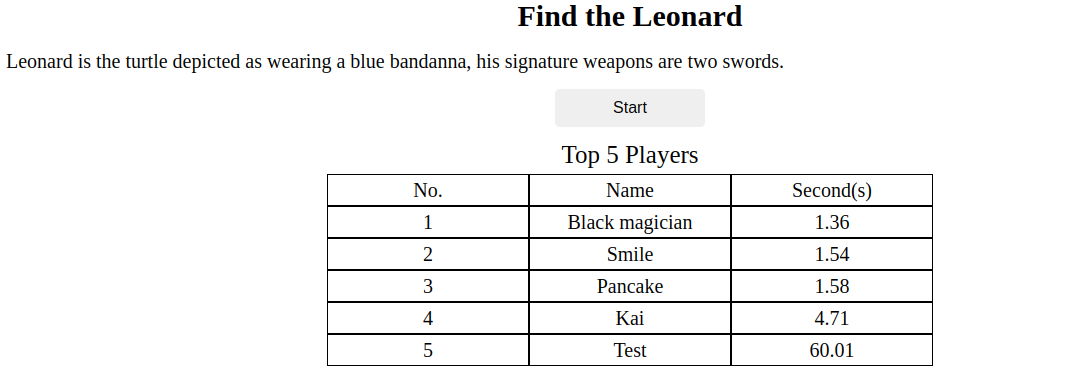 Find the Leonard
Leonard is the turtle depicted as wearing a blue bandanna, his signature weapons are two swords.
Start
Top 5 Players
No. Name Second(s)
1 Black magician 1.36
2 Smile 1.54
3 Pancake 1.58
4 Kai 4.71
5 Test 60.01